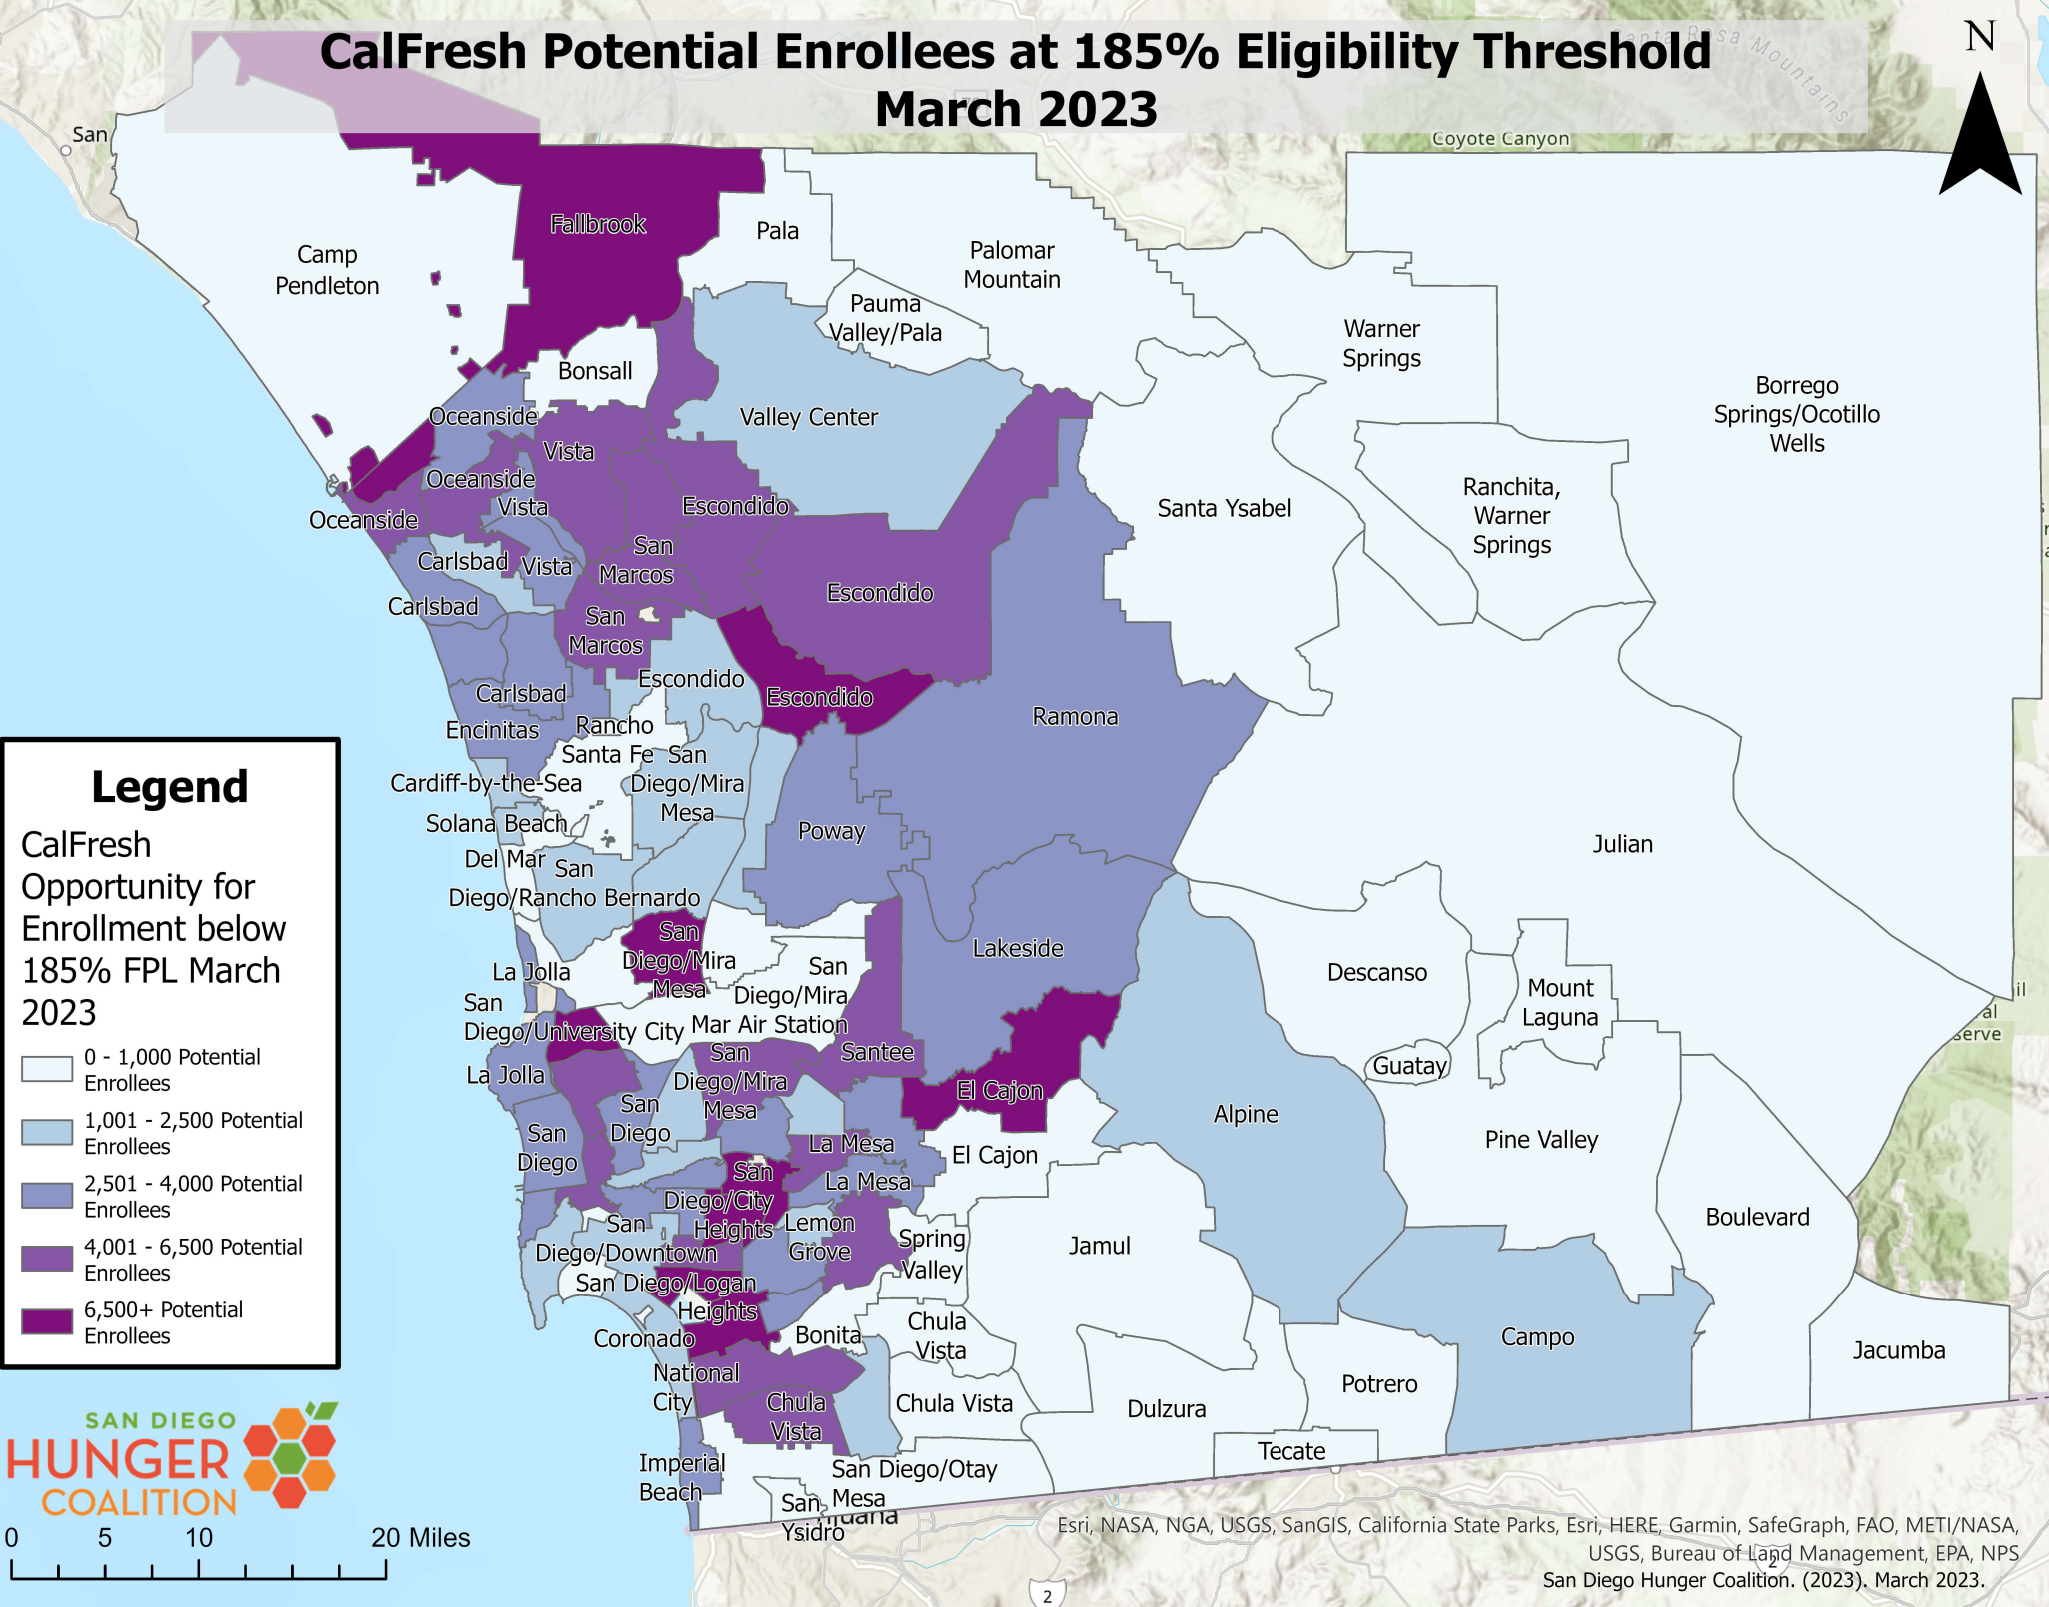 CalFresh Potential Enrollees at 185% Eligibility Threshold
March 2023
N
Santa Rosa Mountains
Coyote Canyon
San
Camp
Pendleton
Fallbrook
Pala
Palomar
Mountain
Pauma
Valley/Pala
Warner
Springs
Borrego
Springs/Ocotillo
Wells
Bonsall
Oceanside
Valley Center
Vista
Oceanside
Vista
Escondido
Oceanside
Santa Ysabel
Ranchita,
Warner
Springs
San
Marcos
Carlsbad
Vista
Escondido
Carlsbad
San
Marcos
Escondido
Carlsbad
Escondido
Encinitas
Rancho
Santa Fe
Ramona
San
Diego/Mira
Mesa
Cardiff-by-the-Sea
Solana Beach
Poway
Julian
Del Mar
San
Diego/Rancho Bernardo
San
Diego/Mira
Mesa
Lakeside
Descanso
La Jolla
San
Diego/University City
San
Diego/Mira
Mar Air Station
Mount
Laguna
Santee
Guatay
La Jolla
San
Diego/Mira
Mesa
El Cajon
San
Diego
Alpine
San
Diego
La Mesa
El Cajon
Pine Valley
La Mesa
San
Diego/City
Heights
San
Diego/Downtown
Lemon
Grove
Spring
Valley
Jamul
Boulevard
San Diego/Logan
Heights
Coronado
Bonita
Chula
Vista
Campo
Jacumba
National
City
Chula
Vista
Chula Vista
Dulzura
Potrero
Imperial
Beach
San Diego/Otay
Mesa
Tecate
San
Ysidro
Legend
CalFresh
Opportunity for
Enrollment below
185% FPL March
2023
0 - 1,000 Potential
Enrollees
1,001 - 2,500 Potential
Enrollees
2,501 - 4,000 Potential
Enrollees
4,001 - 6,500 Potential
Enrollees
6,500+ Potential
Enrollees
SAN DIEGO
HUNGER
COALITION
0 5 10 20 Miles
2
2
Esri, NASA, NGA, USGS, SanGIS, California State Parks, Esri, HERE, Garmin, SafeGraph, FAO, METI/NASA,
USGS, Bureau of Land Management, EPA, NPS
San Diego Hunger Coalition. (2023). March 2023.